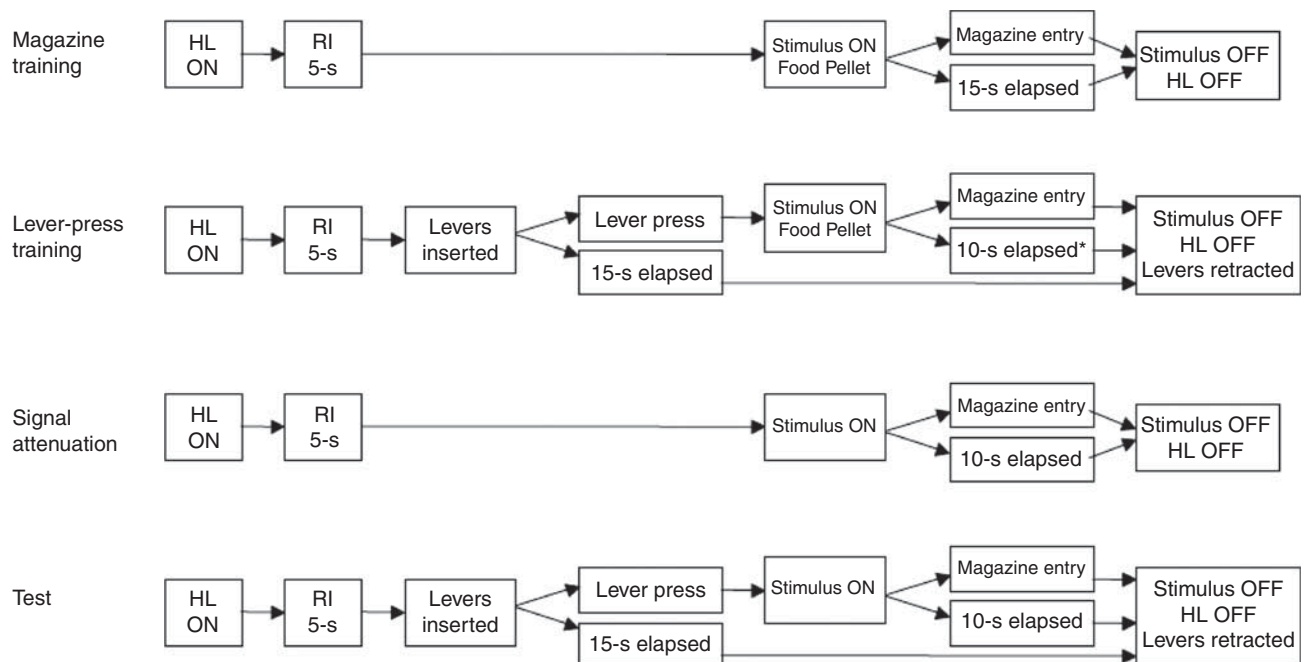 Magazine
training
HL
ON
RI
5-s
Stimulus ON
Food Pellet
Magazine entry
15-s elapsed
Stimulus OFF
HL OFF
Lever-press
training
HL
ON
RI
5-s
Levers
inserted
Lever press
15-s elapsed
Stimulus ON
Food Pellet
Magazine entry
10-s elapsed*
Stimulus OFF
HL OFF
Levers retracted
Signal
attenuation
HL
ON
RI
5-s
Stimulus ON
Magazine entry
10-s elapsed
Stimulus OFF
HL OFF
Test
HL
ON
RI
5-s
Levers
inserted
Lever press
15-s elapsed
Stimulus ON
Magazine entry
10-s elapsed
Stimulus OFF
HL OFF
Levers retracted